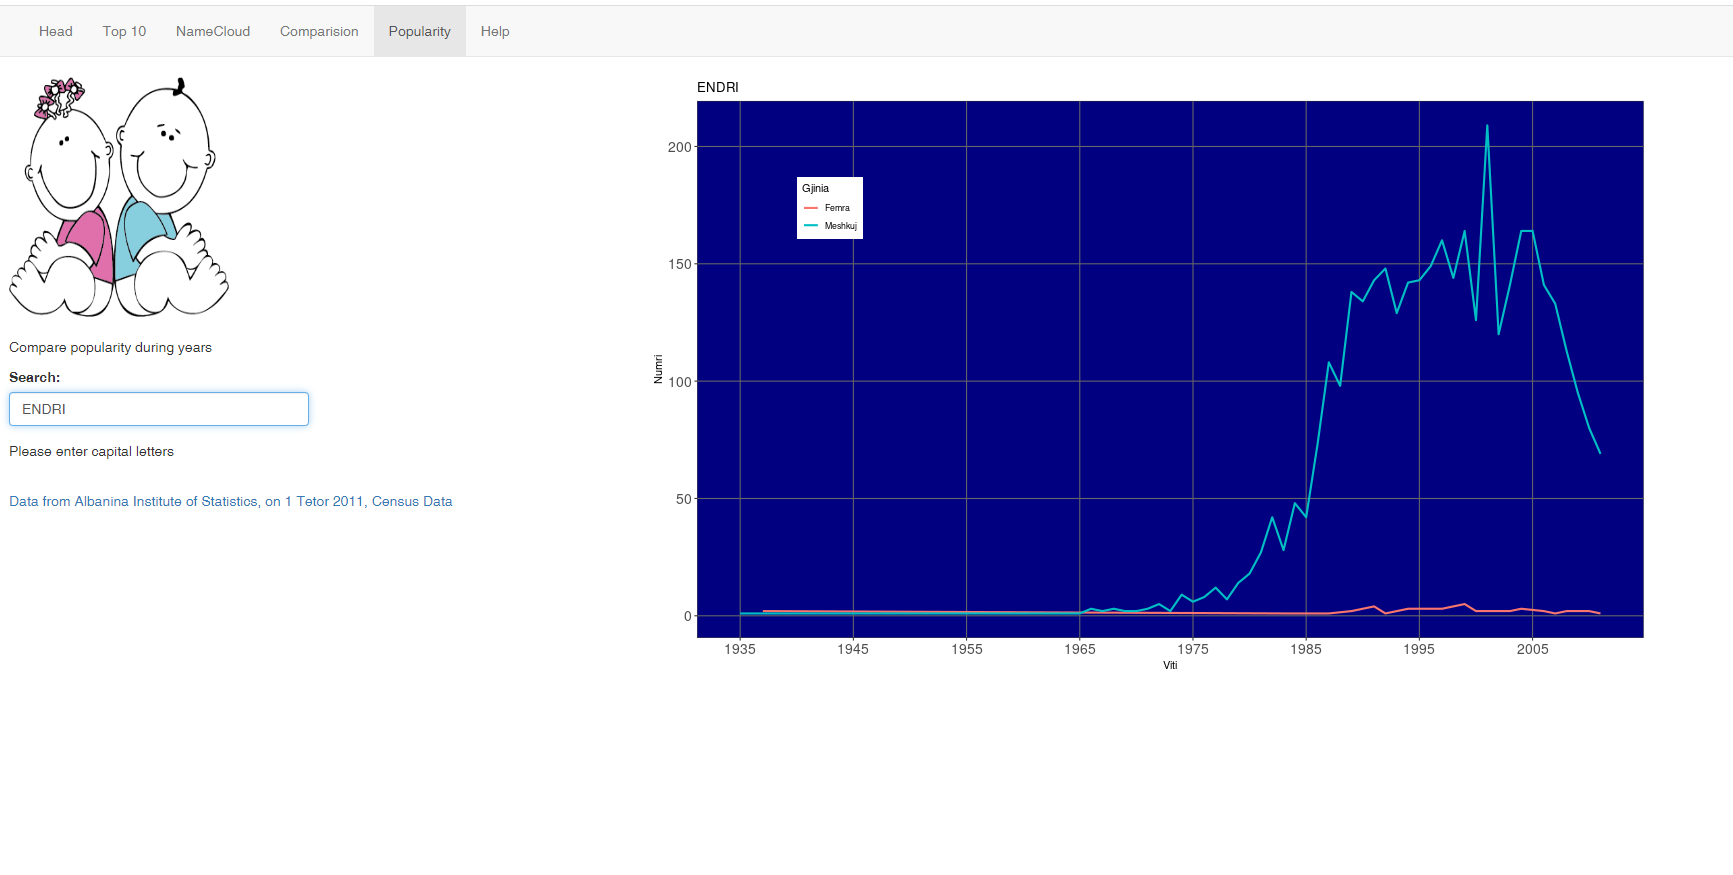 Head Top 10 NameCloud Comparision Popularity Help
Compare popularity during years
Search:
ENDRI
Please enter capital letters
Data from Albanina Institute of Statistics, on 1 Tetor 2011, Census Data
ENDRI
Numri
200
150
100
50
0
Gjinia
Femra
Meshkuj
1935 1945 1955 1965 1975 1985 1995 2005
Viti